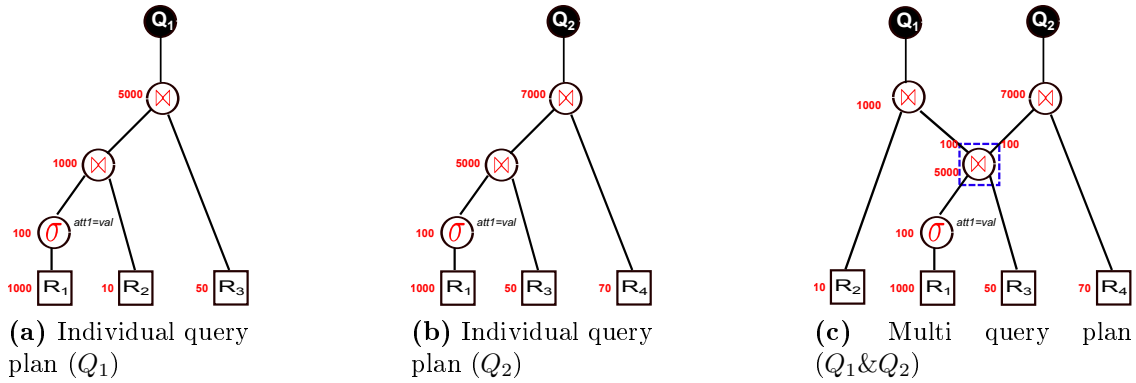 Q1
5000 ⋈
1000 ⋈
100 σ att1=val
1000 R1 10 R2 50 R3
(a) Individual query
plan (Q1)
Q2
7000 ⋈
5000 ⋈
100 σ att1=val
1000 R1 50 R3 70 R4
(b) Individual query
plan (Q2)
Q1 Q2
1000 ⋈ 7000 ⋈
100 100
5000 ⋈
100 σ att1=val
10 R2 1000 R1 50 R3 70 R4
(c) Multi query plan
(Q1&Q2)